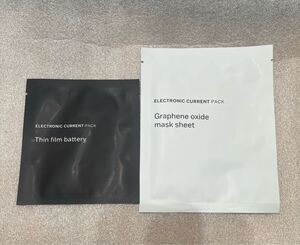 ELECTRONIC CURRENT PACK
Thin film battery
ELECTRONIC CURRENT PACK
Graphene oxide
mask sheet